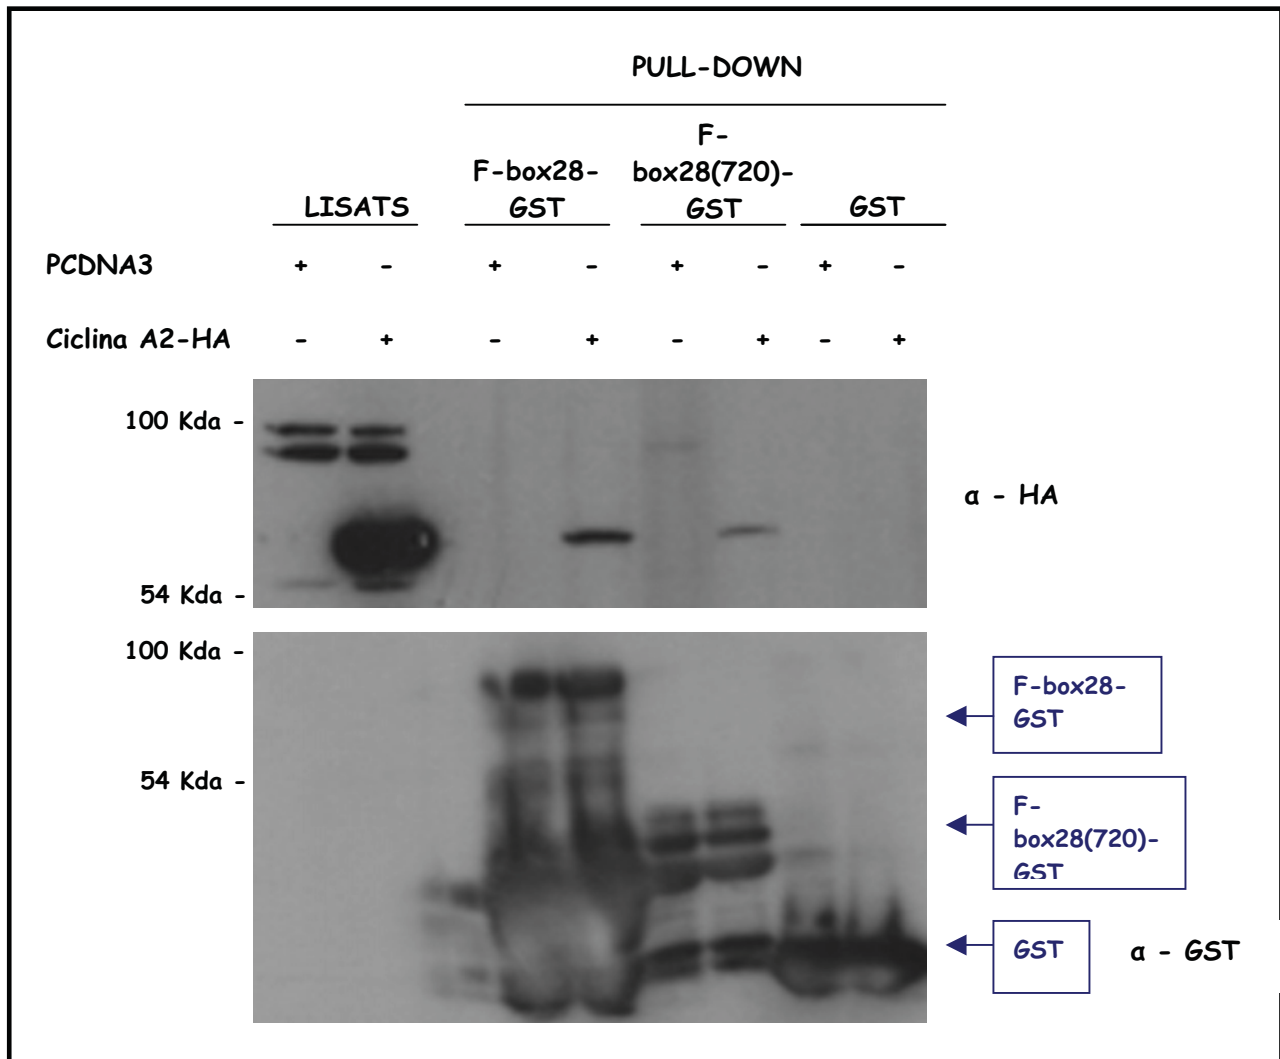 PULL-DOWN
F-
F-box28- box28(720)-
LISATS GST GST GST
PCDNA3 + - + - + - + -
Ciclina A2-HA - + - + - + - +
100 Kda -
α - HA
54 Kda -
100 Kda -
F-box28-
GST
54 Kda -
F-
box28(720)-
GST
GST α - GST